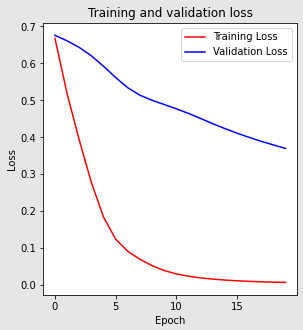 Training and validation loss
Training Loss
Validation Loss
0.7
0.6
0.5
0.4
0.3
0.2
0.1
0.0
Loss
0 5 10 15
Epoch